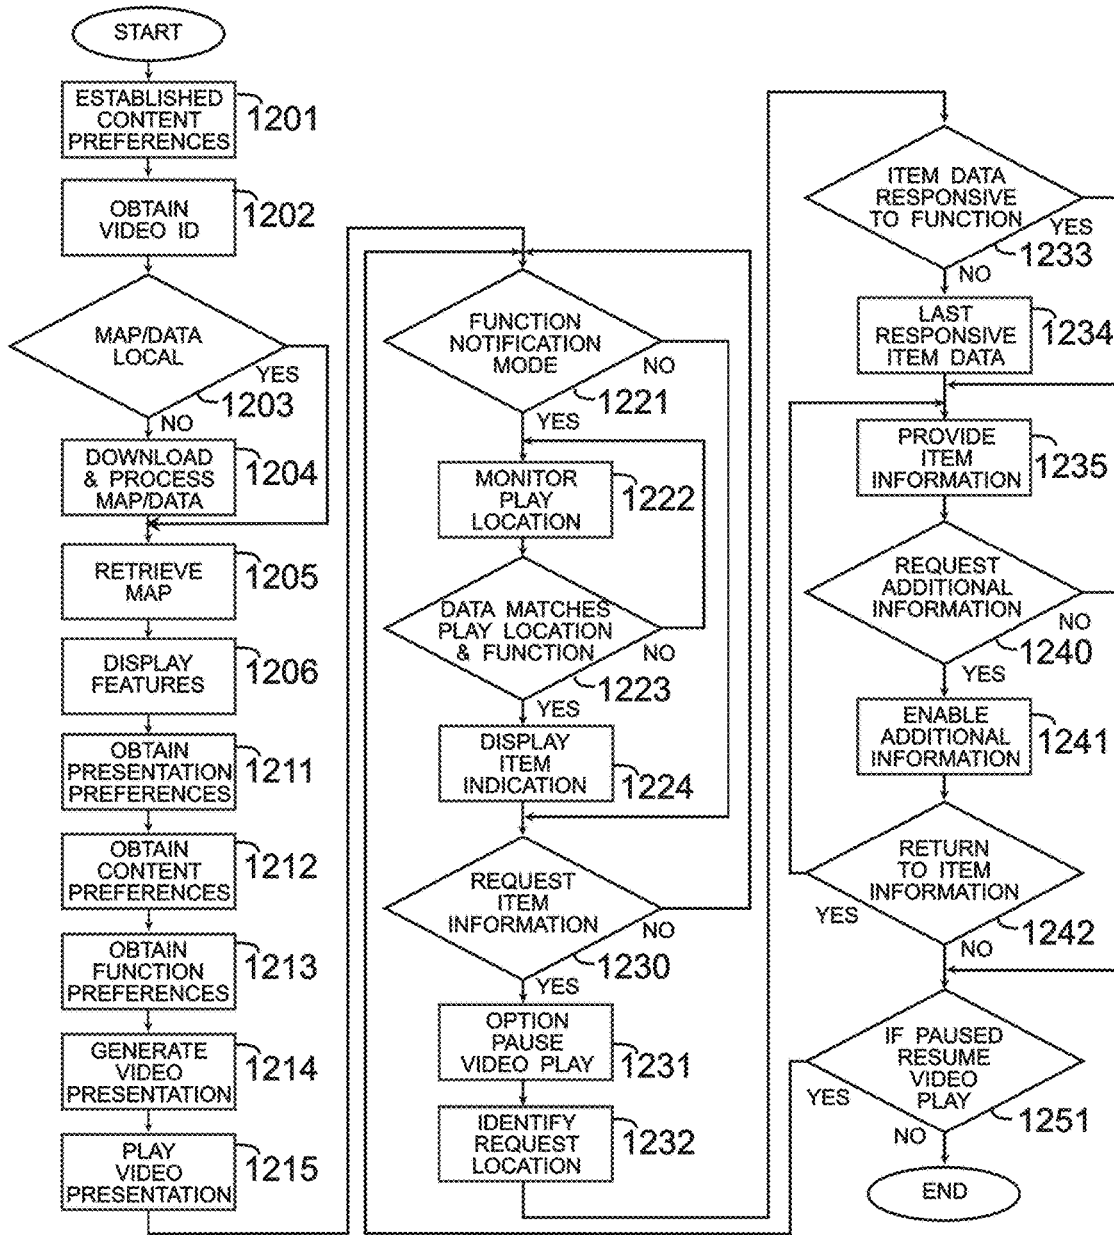 START
ESTABLISHED
CONTENT
PREFERENCES
1201
OBTAIN
VIDEO ID
1202
MAP/DATA
LOCAL
YES
1203
NO
DOWNLOAD
& PROCESS
MAP/DATA
1204
RETRIEVE
MAP
1205
DISPLAY
FEATURES
1206
OBTAIN
PRESENTATION
PREFERENCES
1211
OBTAIN
CONTENT
PREFERENCES
1212
OBTAIN
FUNCTION
PREFERENCES
1213
GENERATE
VIDEO
PRESENTATION
1214
PLAY
VIDEO
PRESENTATION
1215
FUNCTION
NOTIFICATION
MODE
NO
1221
YES
MONITOR
PLAY
LOCATION
1222
DATA MATCHES
PLAY LOCATION
& FUNCTION
NO
1223
YES
DISPLAY
ITEM
INDICATION
1224
REQUEST
ITEM
INFORMATION
NO
1230
YES
OPTION
PAUSE
VIDEO PLAY
1231
IDENTIFY
REQUEST
LOCATION
1232
ITEM DATA
RESPONSIVE
TO FUNCTION
YES
1233
NO
LAST
RESPONSIVE
ITEM DATA
1234
PROVIDE
ITEM
INFORMATION
1235
REQUEST
ADDITIONAL
INFORMATION
NO
1240
YES
ENABLE
ADDITIONAL
INFORMATION
1241
RETURN
TO ITEM
INFORMATION
YES
1242
NO
IF PAUSED
RESUME
VIDEO
PLAY
YES
1251
NO
END